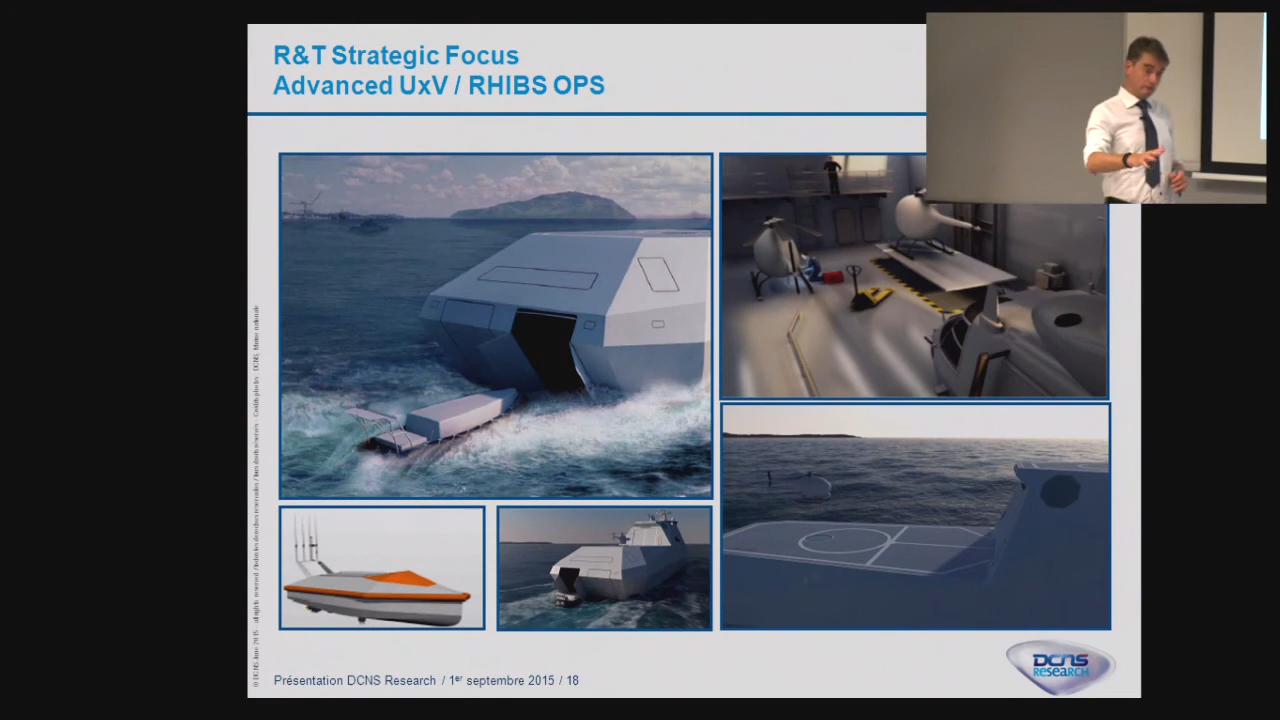 R&T Strategic Focus
Advanced UxV / RHIBS OPS
Présentation DCNS Research / 1er septembre 2015 / 18
DCNS
RESEARCH